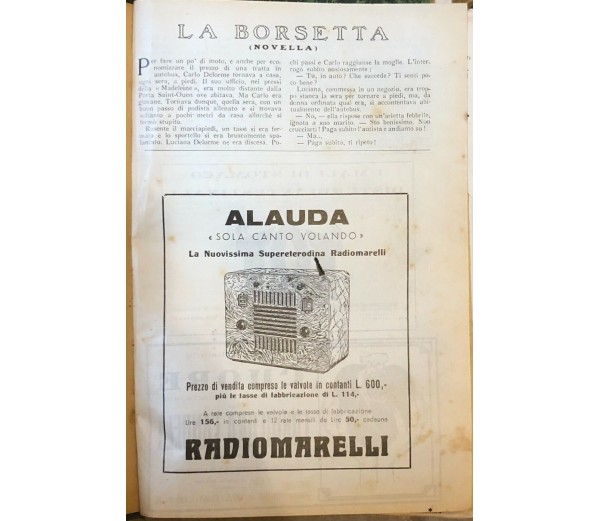 LA BORSETTA
(NOVELLA)
Per fare un po' di moto, e anche per eco-
nomizzare il prezzo di una tratta in
autobus, Carlo Delorme tornava a casa,
ogni sera, a piedi. Il suo ufficio, nei pressi
della « Madeleine », era molto distante dalla
Porta Saint-Ouen ove abitava. Ma Carlo era
giovane. Tornava dunque, quella sera, con un
buon passo di podista allenato e si trovava
soltanto a pochi metri da casa allorchè si
fermò stupito.
Rasente il marciapiedi, un taxi si era fer-
mato e lo sportello si era bruscamente spa-
lancato. Luciana Delorme ne era discesa. Po-
chi passi e Carlo raggiunse la moglie. L'inter-
rogò subito ansiosamente:
— Tu, in auto? Che succede? Ti senti po-
co bene?
Luciana, commessa in un negozio, era trop-
po stanca la sera per tornare a piedi, ma, da
donna ordinata qual era, si accontentava abi-
tualmente dell'autobus.
— No, — alla rispose con un'arietta febbrile,
ignota a suo marito. — Sto benissimo. Non
crucciarti! Paga subito l'autista e andiamo su!
— Ma...
— Paga subito, ti ripeto!
ALAUDA
«SOLA CANTO VOLANDO»
La Nuovissima Supereterodina Radiomarelli
Prezzo di vendita compreso le valvole in contanti L. 600,-
più le tasse di fabbricazione di L. 114,-
A rate comprese le valvole e le tasse di fabbricazione
Lire 156,- in contanti e 12 rate mensili da Lire 50,- cadauna
RADIOMARELLI